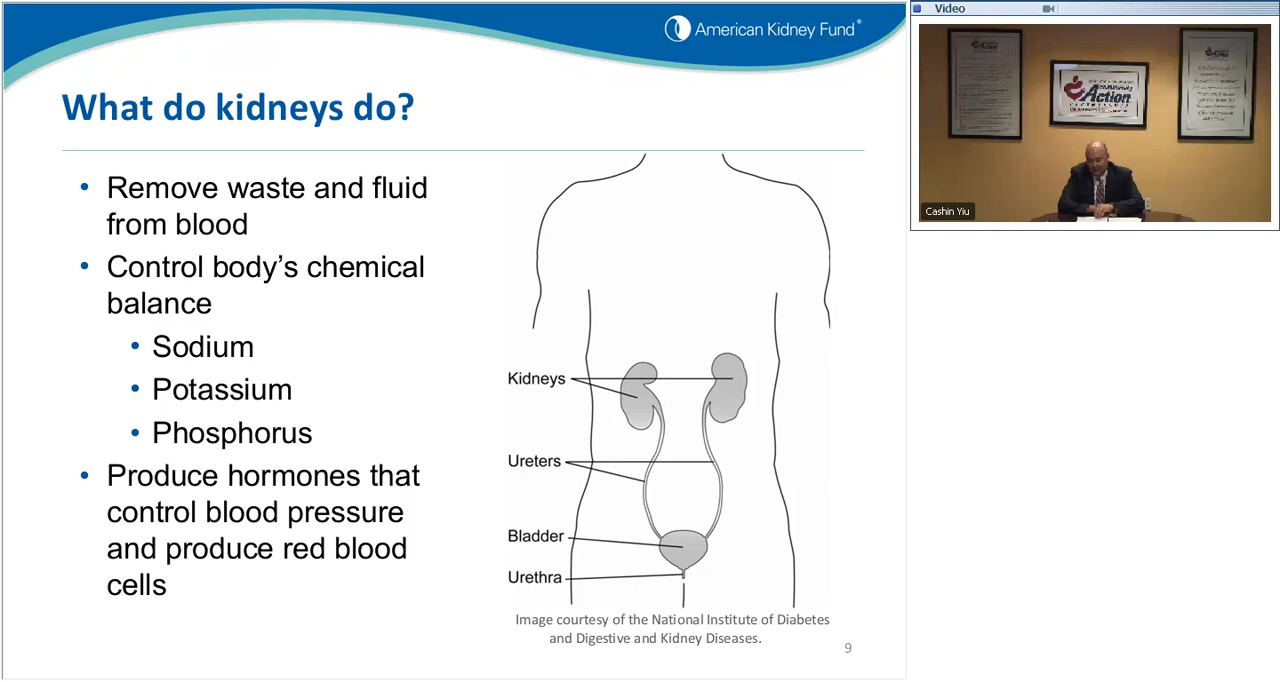 American Kidney Fund®
What do kidneys do?
• Remove waste and fluid
from blood
• Control body’s chemical
balance
• Sodium
• Potassium
• Phosphorus
• Produce hormones that
control blood pressure
and produce red blood
cells
Kidneys
Ureters
Bladder
Urethra
Image courtesy of the National Institute of Diabetes
and Digestive and Kidney Diseases.
9
Video
Action
Action
Cashin Yiu